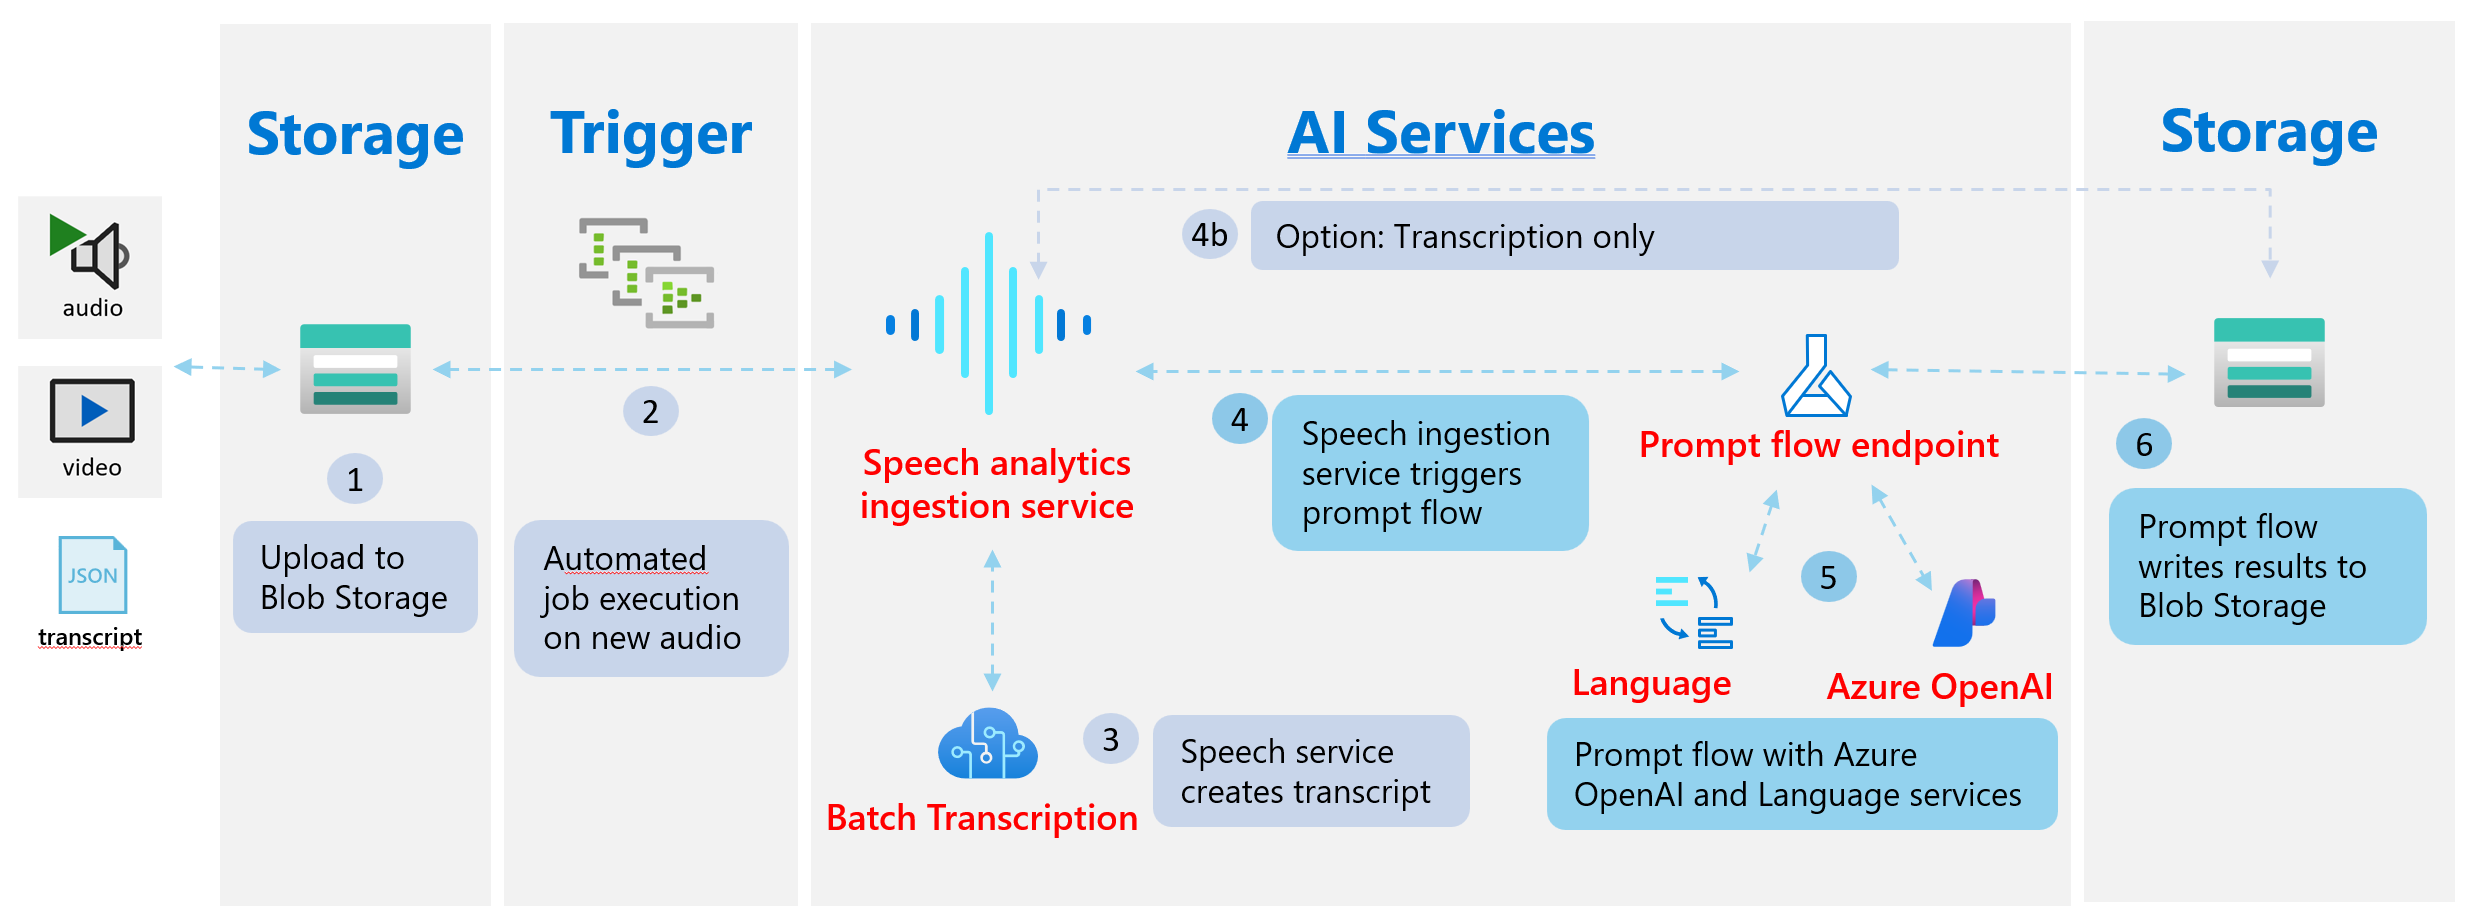 Storage
Trigger
AI Services
Storage
audio
video
JSON
transcript
1
Upload to
Blob Storage
2
Automated
job execution
on new audio
4b
Option: Transcription only
Speech analytics
ingestion service
3
Speech service
creates transcript
Batch Transcription
4
Speech ingestion
service triggers
prompt flow
Prompt flow endpoint
5
Language
Azure OpenAI
Prompt flow with Azure
OpenAI and Language services
6
Prompt flow
writes results to
Blob Storage